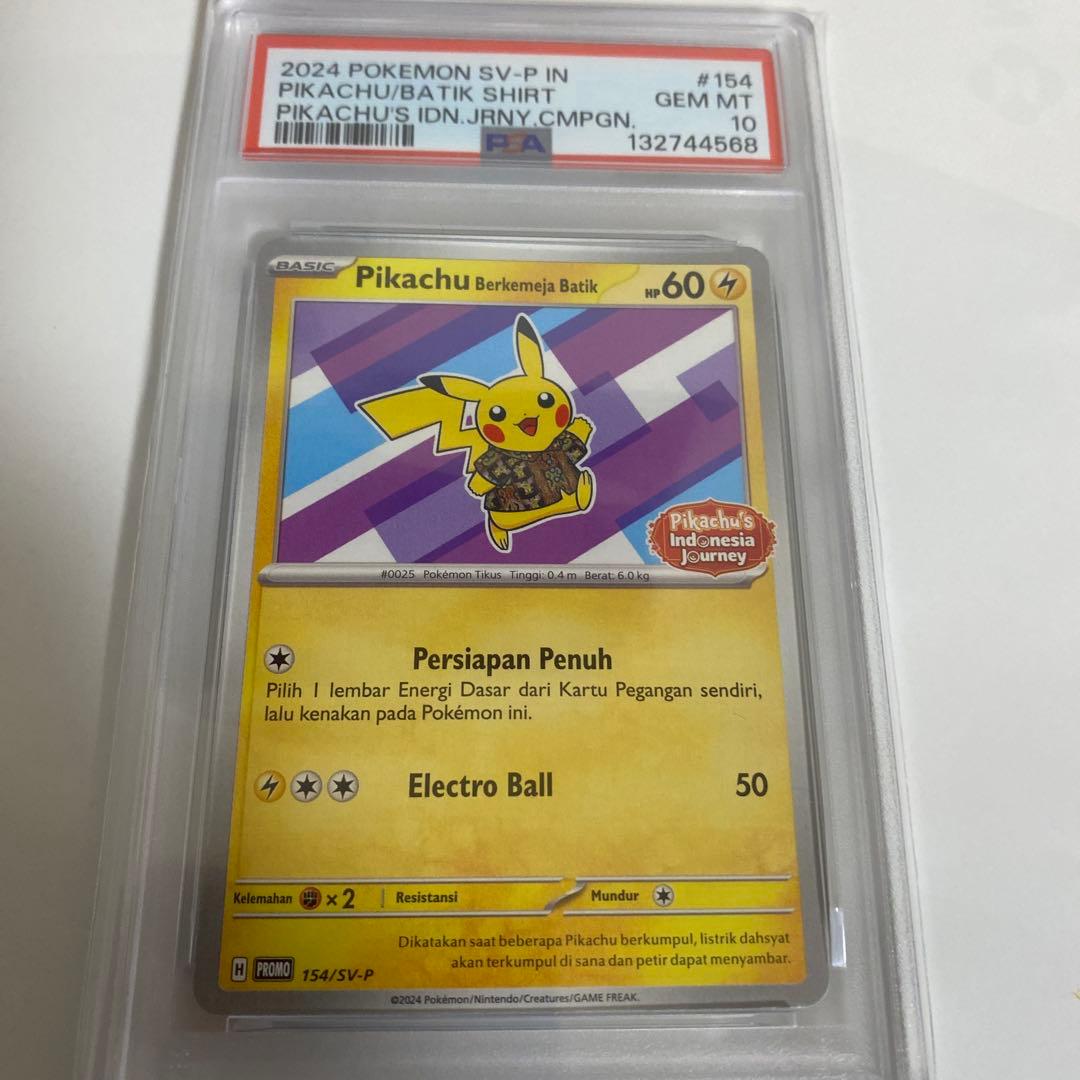 2024 POKEMON SV-P IN #154
PIKACHU/BATIK SHIRT GEM MT
PIKACHU'S IDN.JRNY.CMPGN. 10
PSA 132744568
BASIC Pikachu Berkemeja Batik HP 60
Pikachu's
Indonesia
Journey
#0025 Pokémon Tikus Tinggi: 0.4 m Berat: 6.0 kg
Persiapan Penuh
Pilih 1 lembar Energi Dasar dari Kartu Pegangan sendiri,
lalu kenakan pada Pokémon ini.
Electro Ball 50
Kelemahan ×2 Resistansi Mundur
Dikatakan saat beberapa Pikachu berkumpul, listrik dahsyat
akan terkumpul di sana dan petir dapat menyambar.
H PROMO 154/SV-P
©2024 Pokémon/Nintendo/Creatures/GAME FREAK.